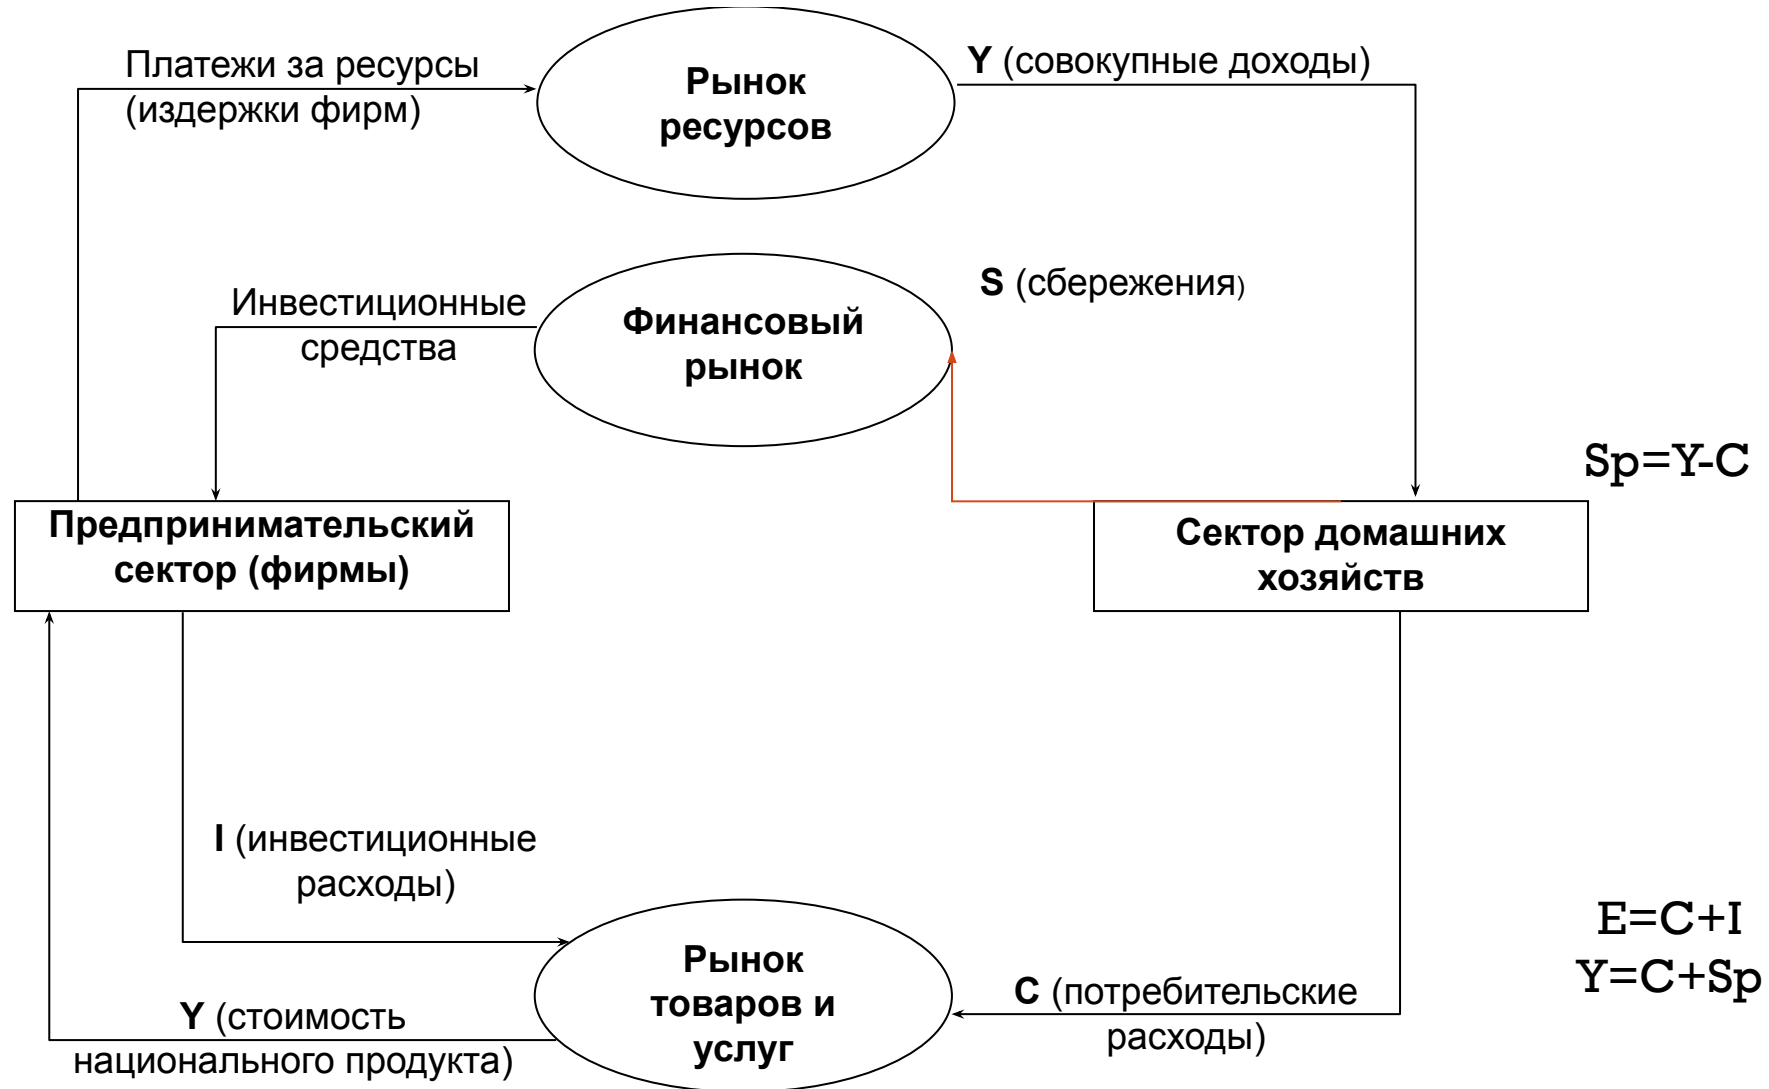 Платежи за ресурсы
(издержки фирм)
Рынок
ресурсов
Y (совокупные доходы)
Инвестиционные
средства
Финансовый
рынок
S (сбережения)
Sp=Y-C
Предпринимательский
сектор (фирмы)
Сектор домашних
хозяйств
I (инвестиционные
расходы)
E=C+I
Y=C+Sp
Рынок
товаров и
услуг
C (потребительские
расходы)
Y (стоимость
национального продукта)